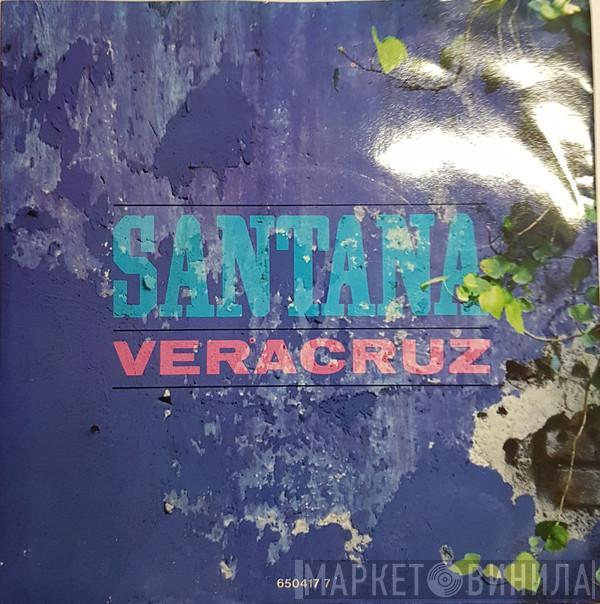 SANTANA
VERACRUZ
650417 7
МАРКЕТ ВИНИЛА